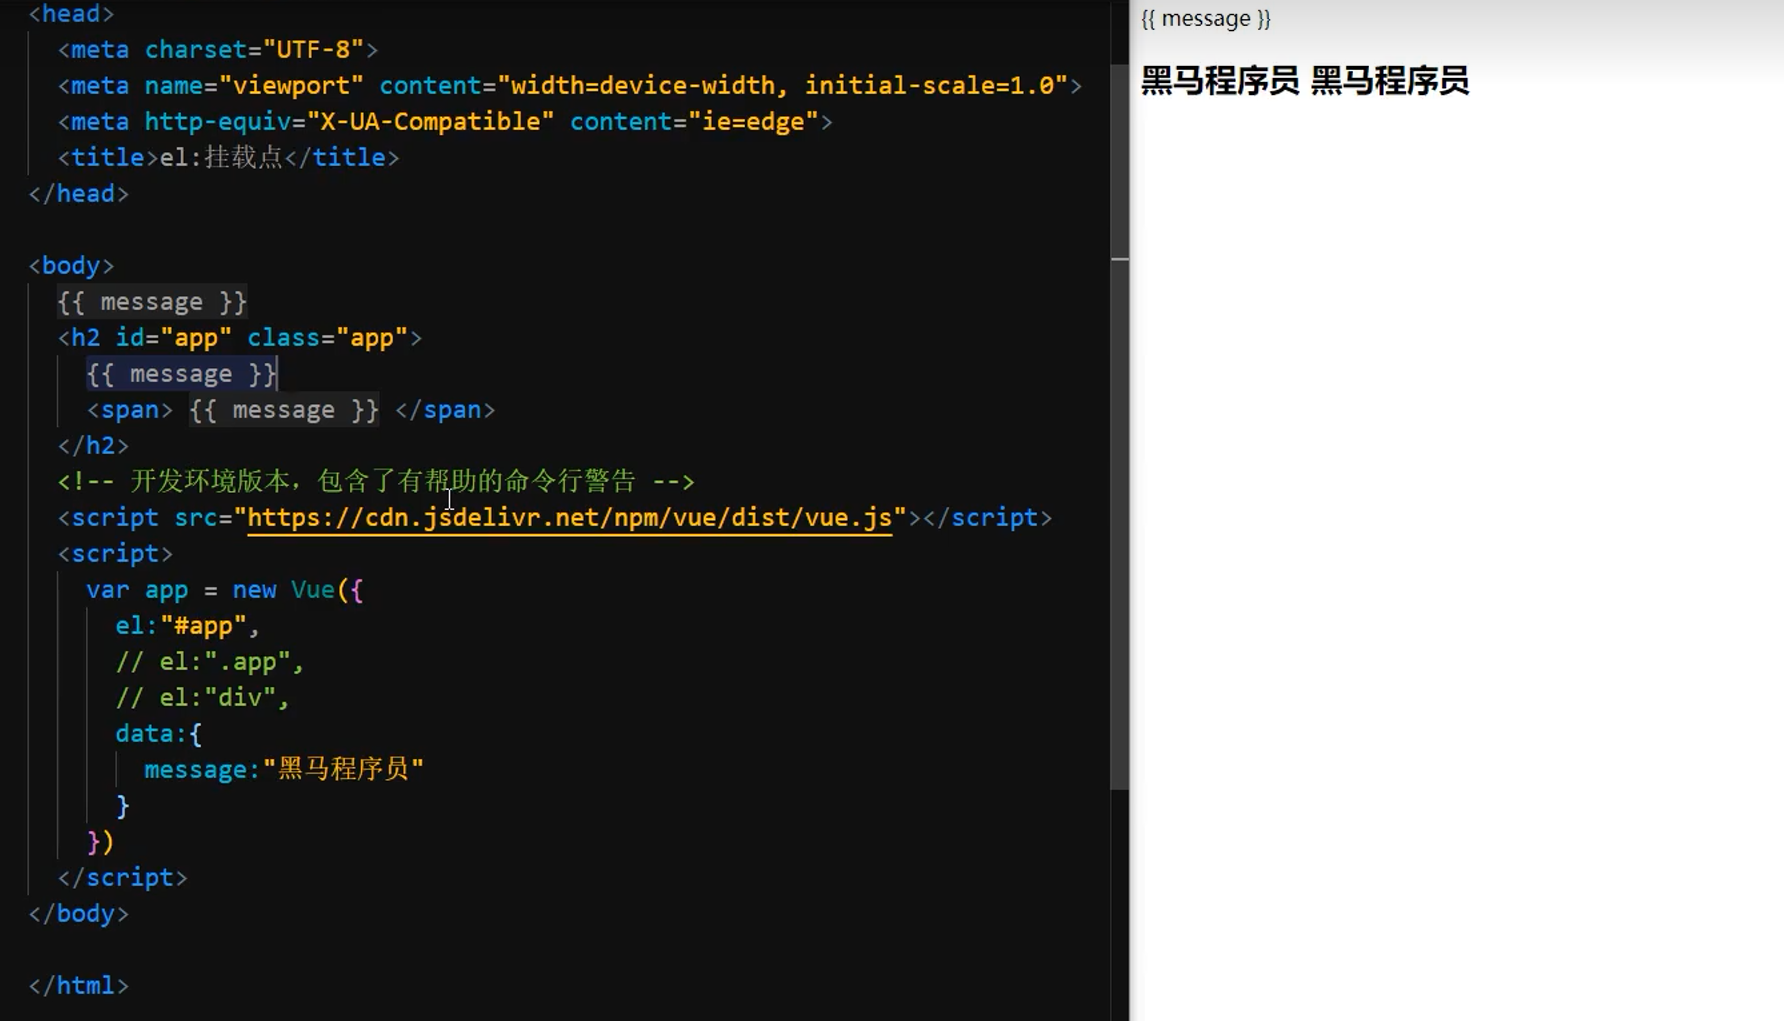 <head>
<meta charset="UTF-8">
<meta name="viewport" content="width=device-width, initial-scale=1.0">
<meta http-equiv="X-UA-Compatible" content="ie=edge">
<title>el:挂载点</title>
</head>
<body>
{{ message }}
<h2 id="app" class="app">
{{ message }}
<span> {{ message }} </span>
</h2>
<!-- 开发环境版本，包含了有帮助的命令行警告 -->
<script src="https://cdn.jsdelivr.net/npm/vue/dist/vue.js"></script>
<script>
var app = new Vue({
el:"#app",
// el:".app",
// el:"div",
data:{
message:"黑马程序员"
}
})
</script>
</body>
</html>
{{ message }}
黑马程序员 黑马程序员